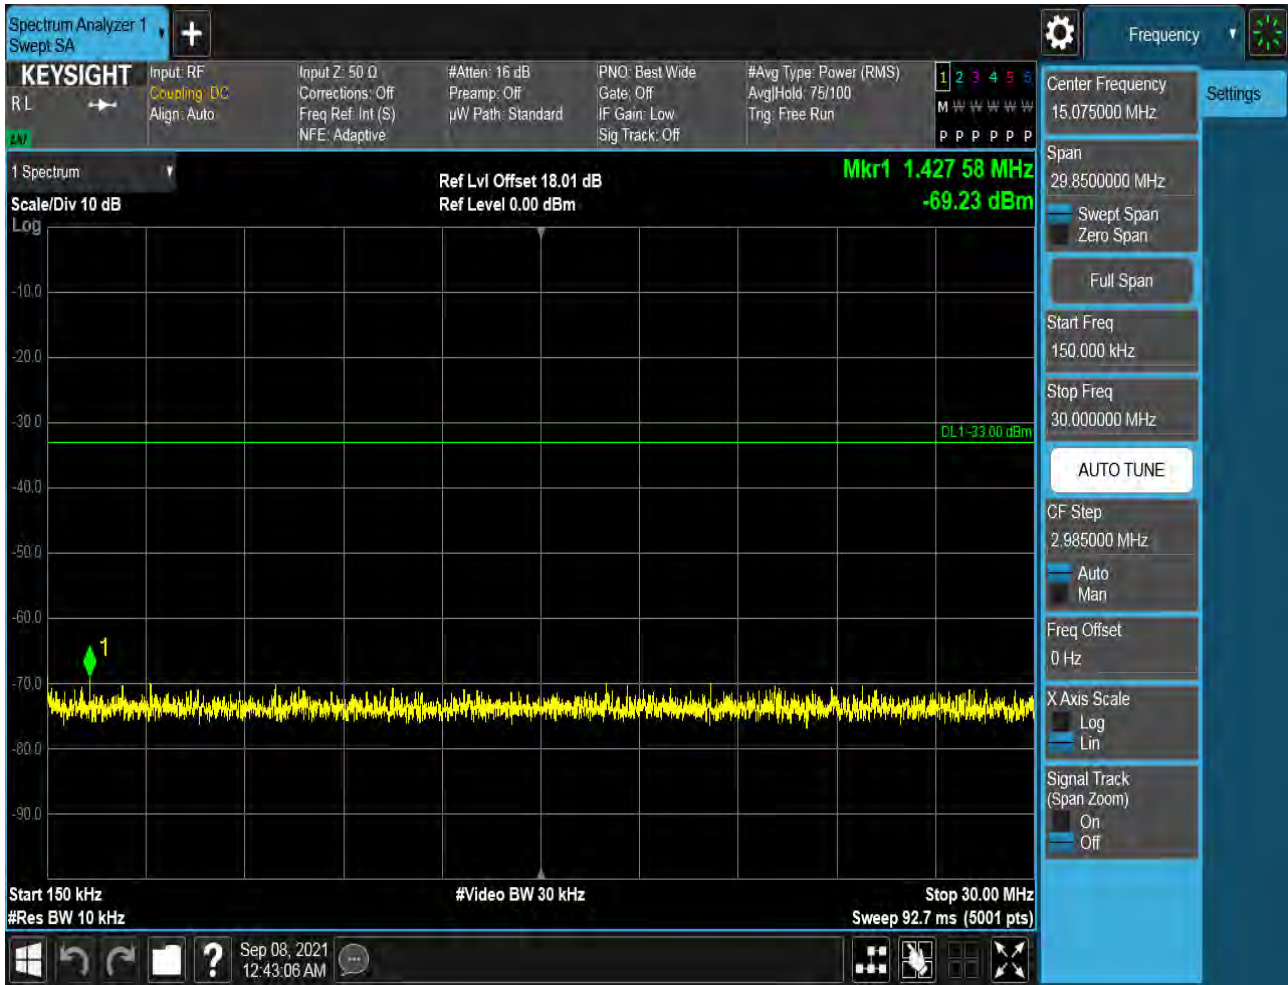 Spectrum Analyzer 1
Swept SA
+
Frequency
KEYSIGHT
R L
LNI
Input: RF
Coupling: DC
Align: Auto
Input Z: 50 Ω
Corrections: Off
Freq Ref: Int (S)
NFE: Adaptive
#Atten: 16 dB
Preamp: Off
µW Path: Standard
PNO: Best Wide
Gate: Off
IF Gain: Low
Sig Track: Off
#Avg Type: Power (RMS)
Avg|Hold: 75/100
Trig: Free Run
1 2 3 4 5 6
M W W W W W
P P P P P P
1 Spectrum
Scale/Div 10 dB
Log
Ref Lvl Offset 18.01 dB
Ref Level 0.00 dBm
Mkr1 1.427 58 MHz
-69.23 dBm
-10.0
-20.0
-30.0
DL1 -33.00 dBm
-40.0
-50.0
-60.0
1
-70.0
-80.0
-90.0
Start 150 kHz
#Res BW 10 kHz
#Video BW 30 kHz
Stop 30.00 MHz
Sweep 92.7 ms (5001 pts)
?
Sep 08, 2021
12:43:06 AM
Center Frequency
15.075000 MHz
Settings
Span
29.8500000 MHz
Swept Span
Zero Span
Full Span
Start Freq
150.000 kHz
Stop Freq
30.000000 MHz
AUTO TUNE
CF Step
2.985000 MHz
Auto
Man
Freq Offset
0 Hz
X Axis Scale
Log
Lin
Signal Track
(Span Zoom)
On
Off